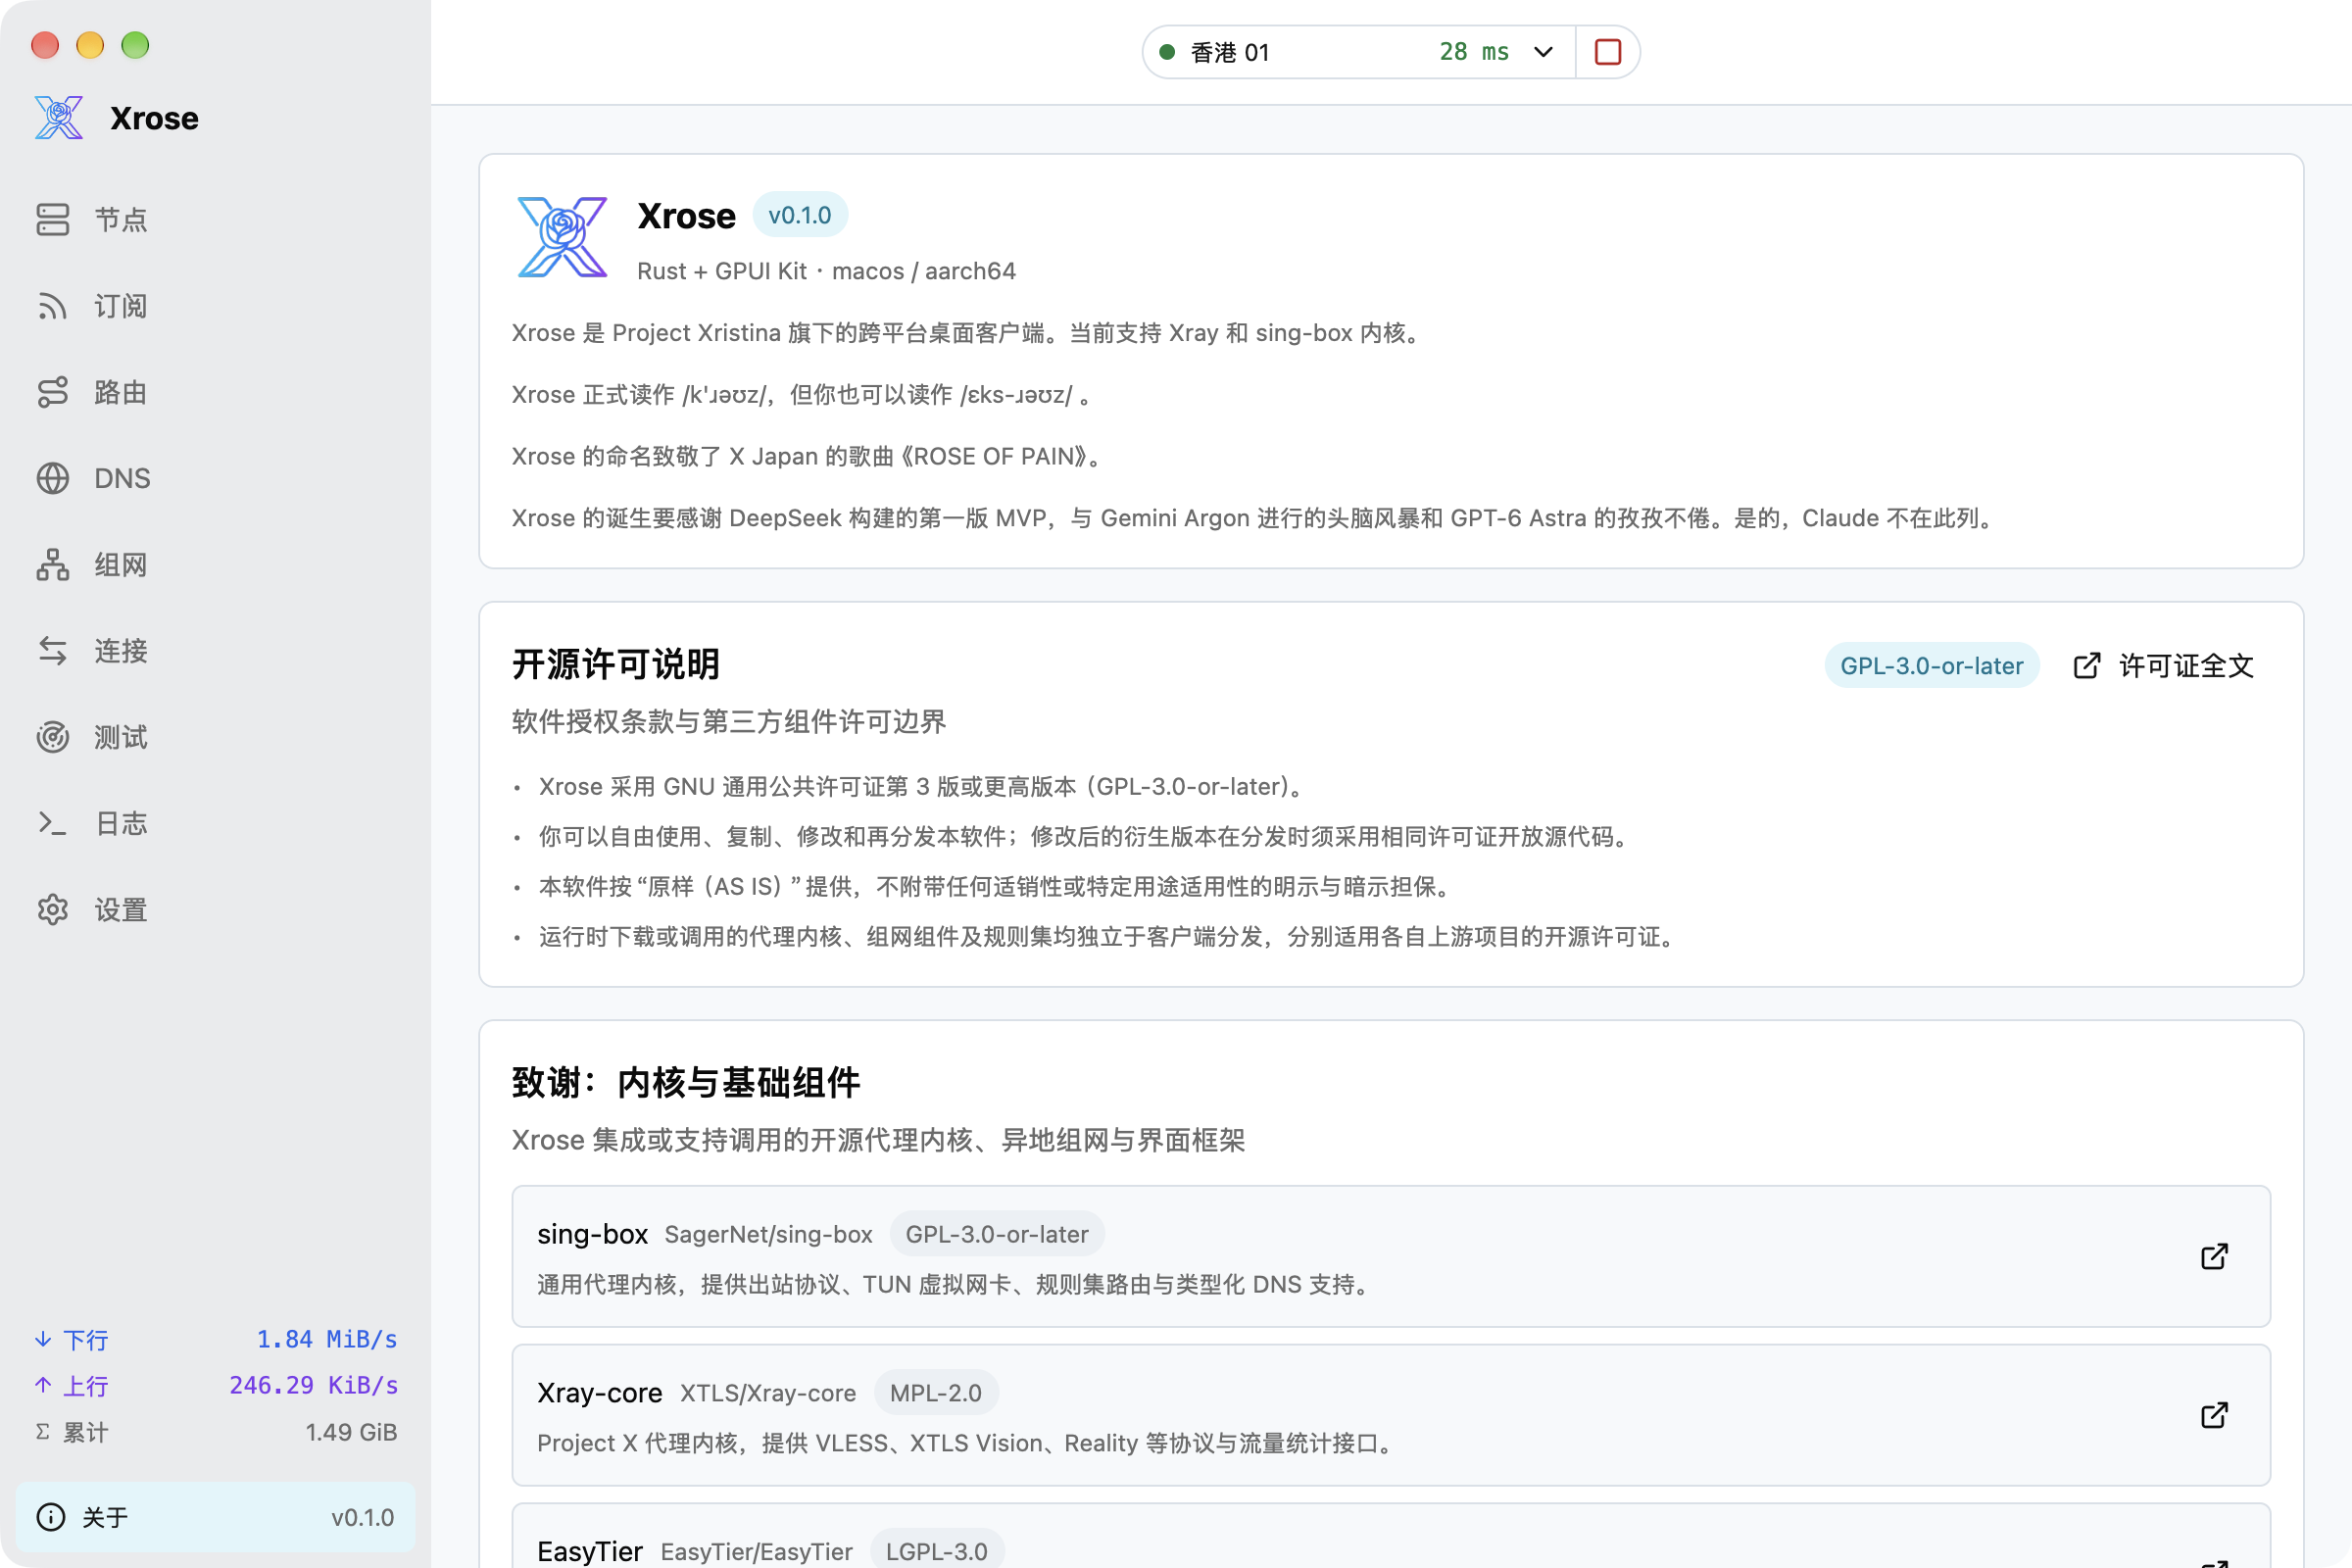 Xrose
节点
订阅
路由
DNS
组网
连接
测试
日志
设置
下行 1.84 MiB/s
上行 246.29 KiB/s
Σ 累计 1.49 GiB
关于 v0.1.0
香港 01 28 ms
Xrose v0.1.0
Rust + GPUI Kit · macos / aarch64
Xrose 是 Project Xristina 旗下的跨平台桌面客户端。当前支持 Xray 和 sing-box 内核。
Xrose 正式读作 /k'ɹəʊz/，但你也可以读作 /ɛks-ɹəʊz/ 。
Xrose 的命名致敬了 X Japan 的歌曲《ROSE OF PAIN》。
Xrose 的诞生要感谢 DeepSeek 构建的第一版 MVP，与 Gemini Argon 进行的头脑风暴和 GPT-6 Astra 的孜孜不倦。是的，Claude 不在此列。
开源许可说明 GPL-3.0-or-later 许可证全文
软件授权条款与第三方组件许可边界
• Xrose 采用 GNU 通用公共许可证第 3 版或更高版本（GPL-3.0-or-later）。
• 你可以自由使用、复制、修改和再分发本软件；修改后的衍生版本在分发时须采用相同许可证开放源代码。
• 本软件按“原样（AS IS）”提供，不附带任何适销性或特定用途适用性的明示与暗示担保。
• 运行时下载或调用的代理内核、组网组件及规则集均独立于客户端分发，分别适用各自上游项目的开源许可证。
致谢：内核与基础组件
Xrose 集成或支持调用的开源代理内核、异地组网与界面框架
sing-box SagerNet/sing-box GPL-3.0-or-later
通用代理内核，提供出站协议、TUN 虚拟网卡、规则集路由与类型化 DNS 支持。
Xray-core XTLS/Xray-core MPL-2.0
Project X 代理内核，提供 VLESS、XTLS Vision、Reality 等协议与流量统计接口。
EasyTier EasyTier/EasyTier LGPL-3.0